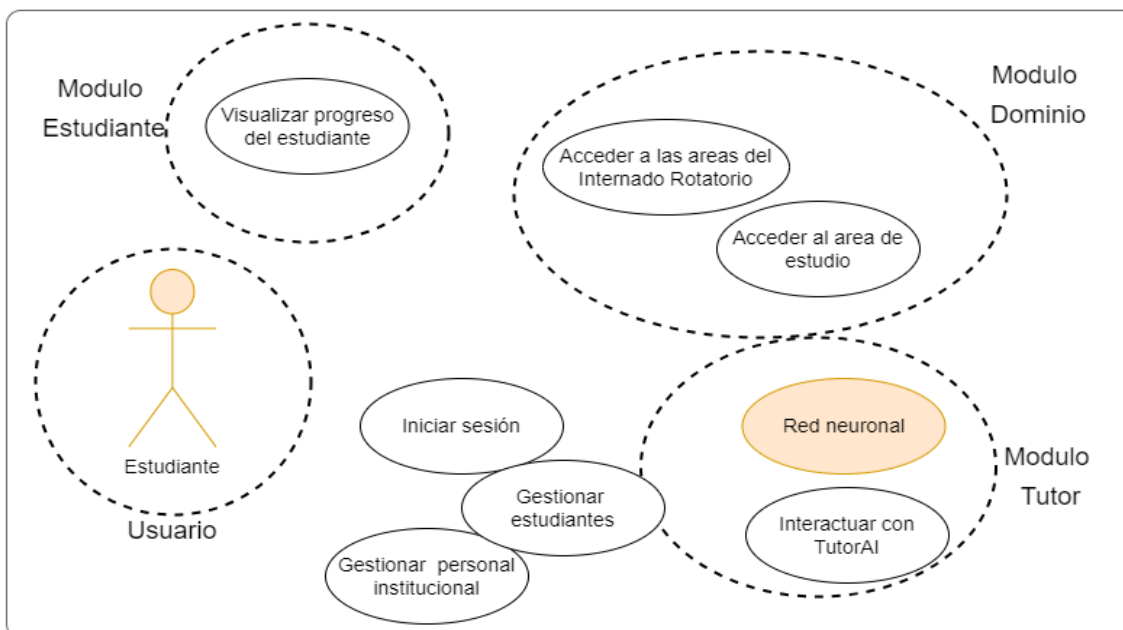 Modulo
Estudiante
Visualizar progreso
del estudiante
Modulo
Dominio
Acceder a las areas del
Internado Rotatorio
Acceder al area de
estudio
Estudiante
Usuario
Iniciar sesión
Gestionar
estudiantes
Gestionar personal
institucional
Red neuronal
Interactuar con
TutorAI
Modulo
Tutor